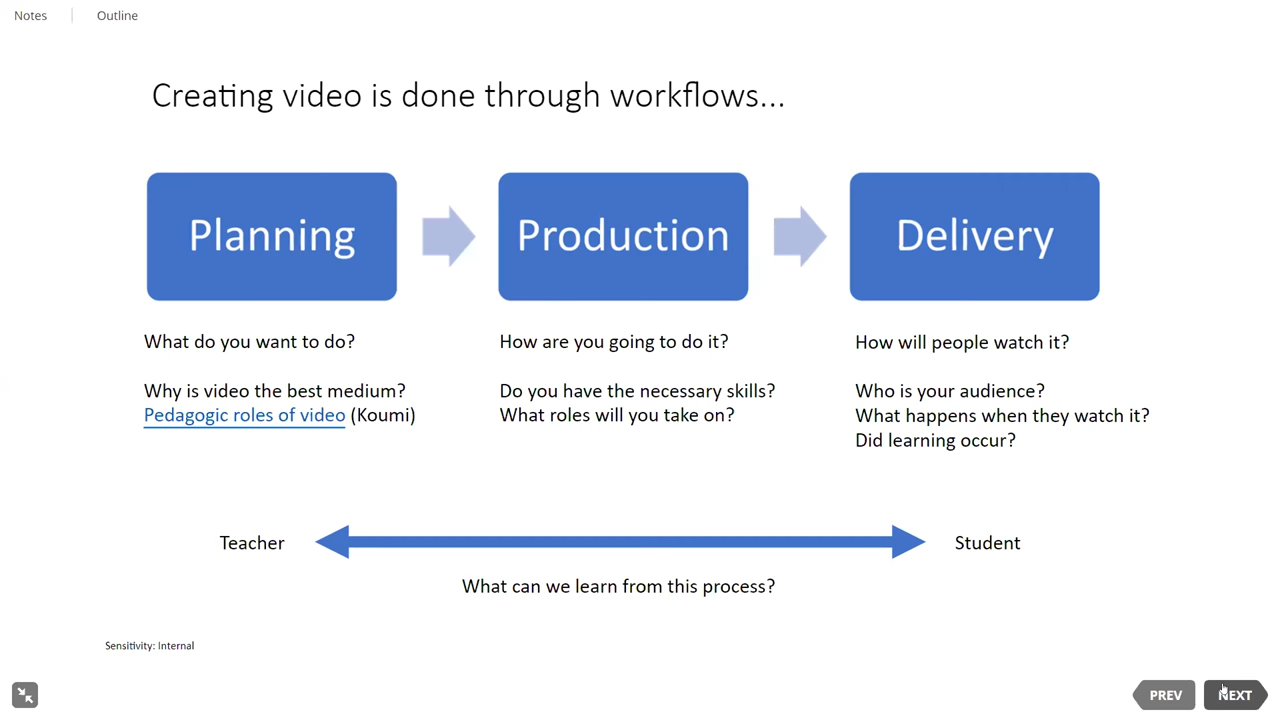 Notes
Outline
Creating video is done through workflows...
Planning
Production
Delivery
What do you want to do?
Why is video the best medium?
Pedagogic roles of video (Koumi)
How are you going to do it?
Do you have the necessary skills?
What roles will you take on?
How will people watch it?
Who is your audience?
What happens when they watch it?
Did learning occur?
Teacher
Student
What can we learn from this process?
Sensitivity: Internal
PREV
NEXT